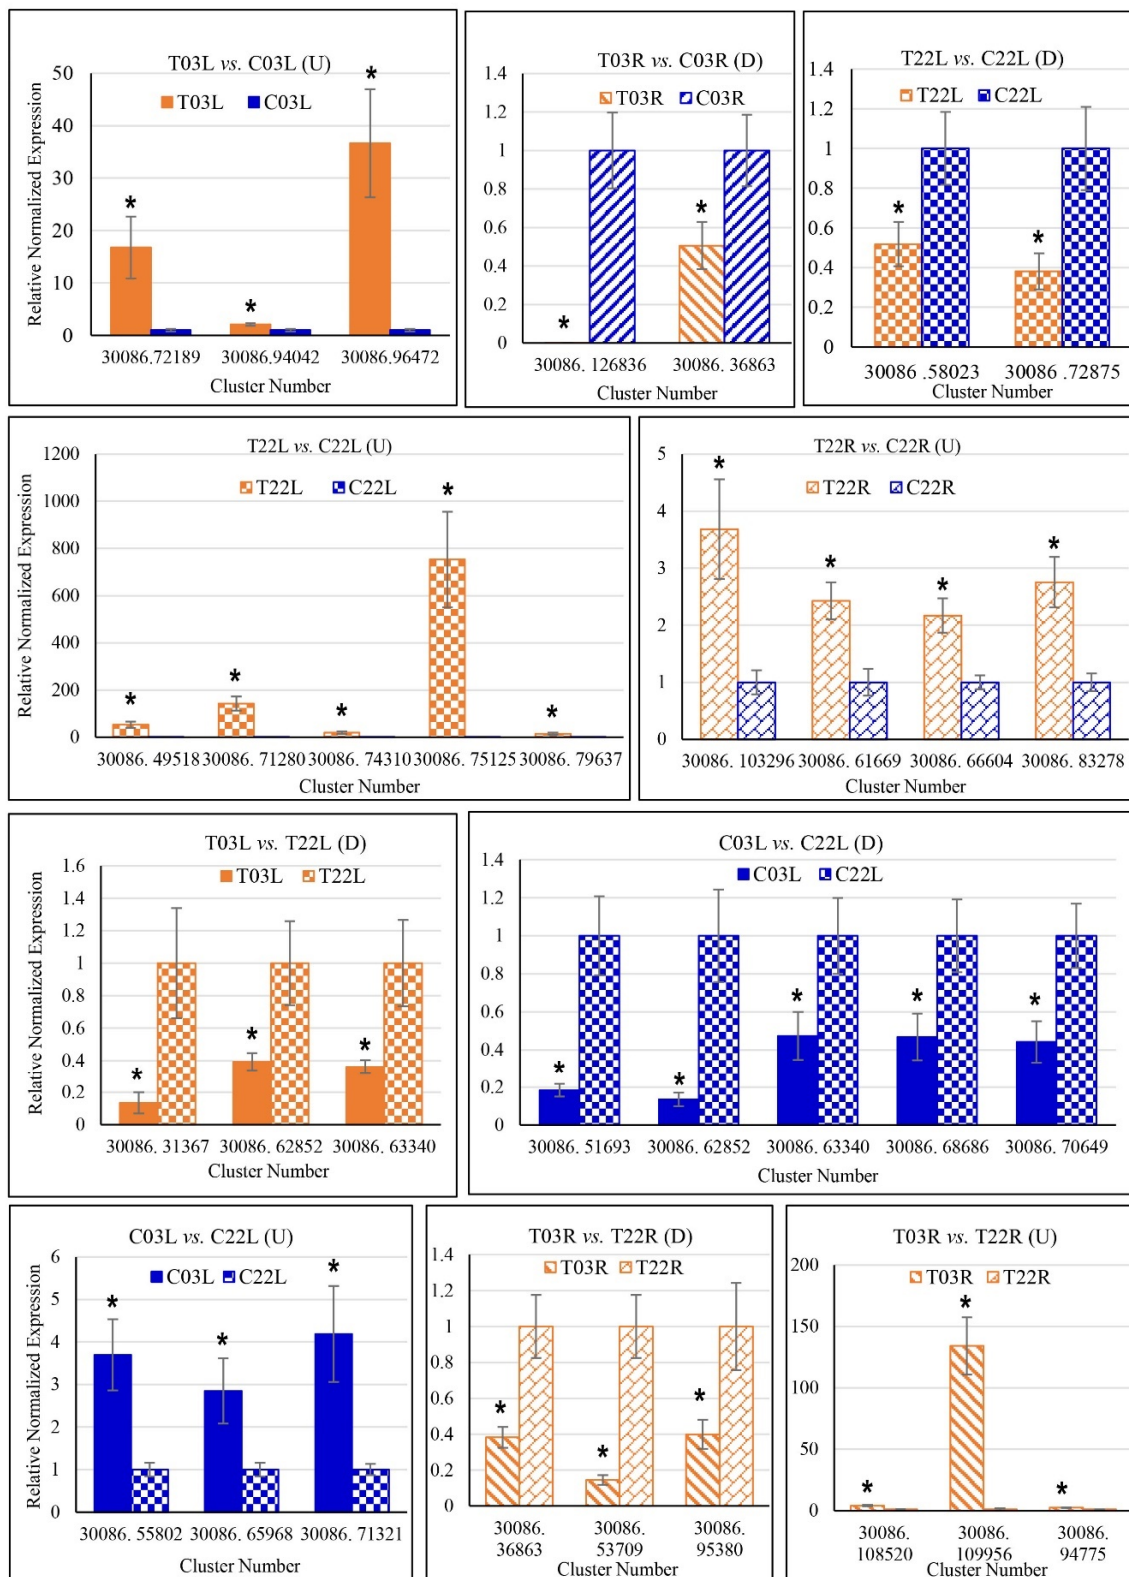 T03L vs. C03L (U)
T03L C03L
Relative Normalized Expression
50
40
30
20
10
0
* * *
30086.72189 30086.94042 30086.96472
Cluster Number
T03R vs. C03R (D)
T03R C03R
1.4
1.2
1
0.8
0.6
0.4
0.2
0
* *
30086. 126836 30086. 36863
Cluster Number
T22L vs. C22L (D)
T22L C22L
1.4
1.2
1
0.8
0.6
0.4
0.2
0
* *
30086 .58023 30086 .72875
Cluster Number
T22L vs. C22L (U)
T22L C22L
Relative Normalized Expression
1200
1000
800
600
400
200
0
* * * * *
30086. 49518 30086. 71280 30086. 74310 30086. 75125 30086. 79637
Cluster Number
T22R vs. C22R (U)
T22R C22R
5
4
3
2
1
0
* * * *
30086. 103296 30086. 61669 30086. 66604 30086. 83278
Cluster Number
T03L vs. T22L (D)
T03L T22L
Relative Normalized Expression
1.6
1.4
1.2
1
0.8
0.6
0.4
0.2
0
* * *
30086. 31367 30086. 62852 30086. 63340
Cluster Number
C03L vs. C22L (D)
C03L C22L
1.4
1.2
1
0.8
0.6
0.4
0.2
0
* * * * *
30086. 51693 30086. 62852 30086. 63340 30086. 68686 30086. 70649
Cluster Number
C03L vs. C22L (U)
C03L C22L
Relative Normalized Expression
6
5
4
3
2
1
0
* * *
30086. 55802 30086. 65968 30086. 71321
Cluster Number
T03R vs. T22R (D)
T03R T22R
1.4
1.2
1
0.8
0.6
0.4
0.2
0
* * *
30086. 30086. 30086.
36863 53709 95380
Cluster Number
T03R vs. T22R (U)
T03R T22R
200
150
100
50
0
* * *
30086. 30086. 30086.
108520 109956 94775
Cluster Number